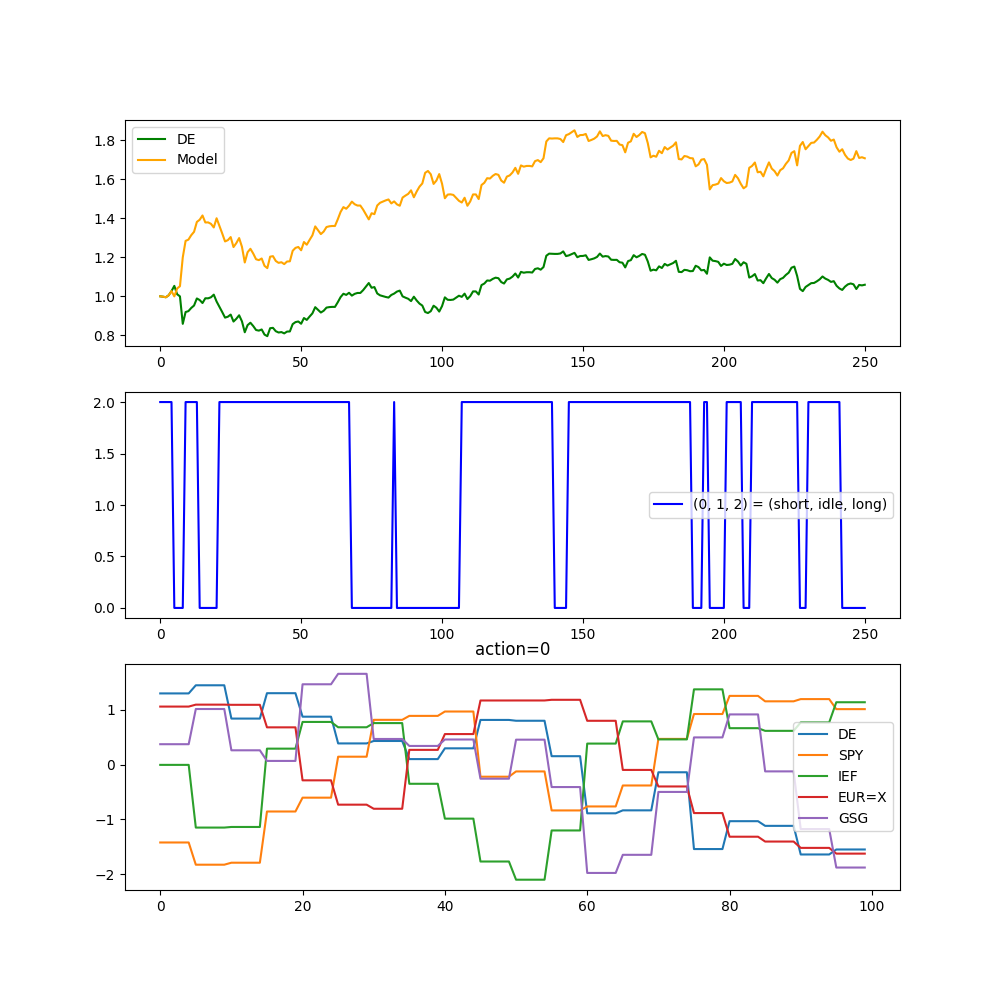 1.8
1.6
1.4
1.2
1.0
0.8
DE
Model
0 50 100 150 200 250
2.0
1.5
1.0
0.5
0.0
(0, 1, 2) = (short, idle, long)
0 50 100 150 200 250
action=0
1
0
−1
−2
DE
SPY
IEF
EUR=X
GSG
0 20 40 60 80 100